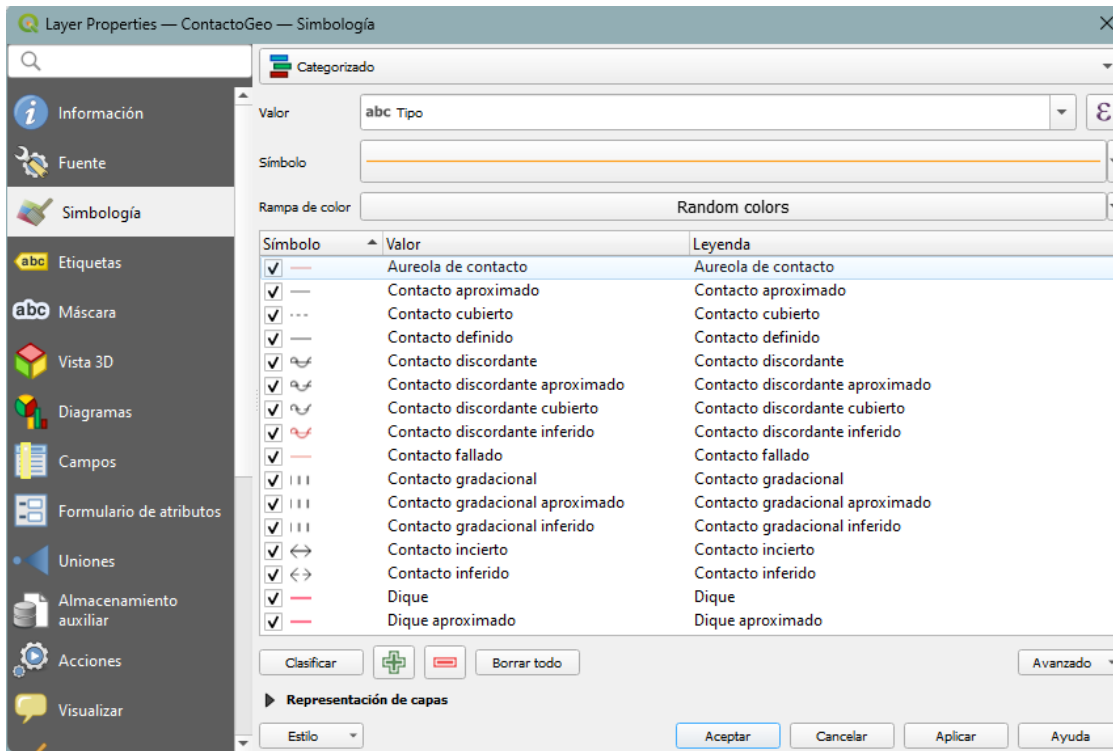 Layer Properties — ContactoGeo — Simbología
Información
Fuente
Simbología
abc Etiquetas
abc Máscara
Vista 3D
Diagramas
Campos
Formulario de atributos
Uniones
Almacenamiento
auxiliar
Acciones
Visualizar
Categorizado
Valor abc Tipo ε
Símbolo
Rampa de color Random colors
Símbolo Valor Leyenda
Aureola de contacto Aureola de contacto
Contacto aproximado Contacto aproximado
Contacto cubierto Contacto cubierto
Contacto definido Contacto definido
Contacto discordante Contacto discordante
Contacto discordante aproximado Contacto discordante aproximado
Contacto discordante cubierto Contacto discordante cubierto
Contacto discordante inferido Contacto discordante inferido
Contacto fallado Contacto fallado
Contacto gradacional Contacto gradacional
Contacto gradacional aproximado Contacto gradacional aproximado
Contacto gradacional inferido Contacto gradacional inferido
Contacto incierto Contacto incierto
Contacto inferido Contacto inferido
Dique Dique
Dique aproximado Dique aproximado
Clasificar Borrar todo Avanzado
Representación de capas
Estilo Aceptar Cancelar Aplicar Ayuda